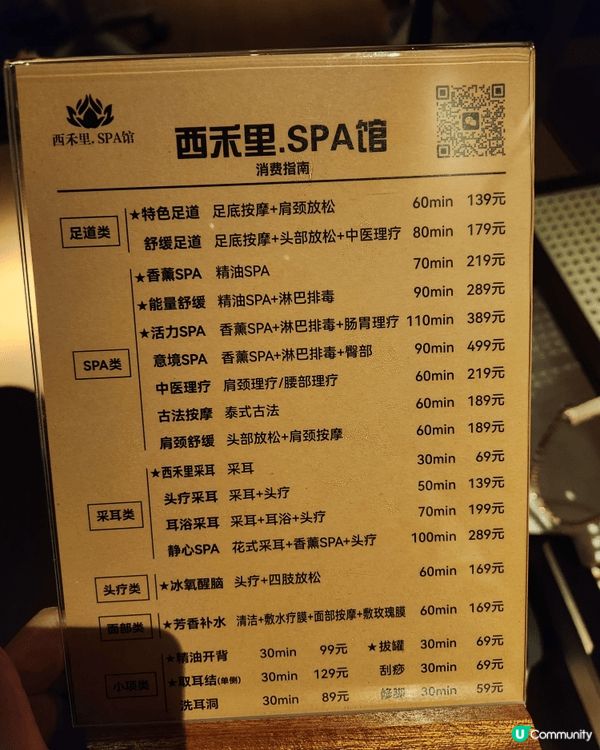 西禾里.SPA馆
西禾里.SPA馆
消费指南
足道类
★特色足道 足底按摩+肩颈放松 60min 139元
舒缓足道 足底按摩+头部放松+中医理疗 80min 179元
SPA类
★香薰SPA 精油SPA 70min 219元
★能量舒缓 精油SPA+淋巴排毒 90min 289元
★活力SPA 香薰SPA+淋巴排毒+肠胃理疗 110min 389元
意境SPA 香薰SPA+淋巴排毒+臀部 90min 499元
中医理疗 肩颈理疗/腰部理疗 60min 219元
古法按摩 泰式古法 60min 189元
肩颈舒缓 头部放松+肩颈按摩 60min 189元
采耳类
★西禾里采耳 采耳 30min 69元
头疗采耳 采耳+头疗 50min 139元
耳浴采耳 采耳+耳浴+头疗 70min 199元
静心SPA 花式采耳+香薰SPA+头疗 100min 289元
头疗类
★冰氧醒脑 头疗+四肢放松 60min 169元
面部类
★芳香补水 清洁+敷水疗膜+面部按摩+敷玫瑰膜 60min 169元
小项类
★精油开背 30min 99元 ★拔罐 30min 69元
★取耳结(单侧) 30min 129元 刮痧 30min 69元
洗耳洞 30min 89元 修脚 30min 59元
U Community